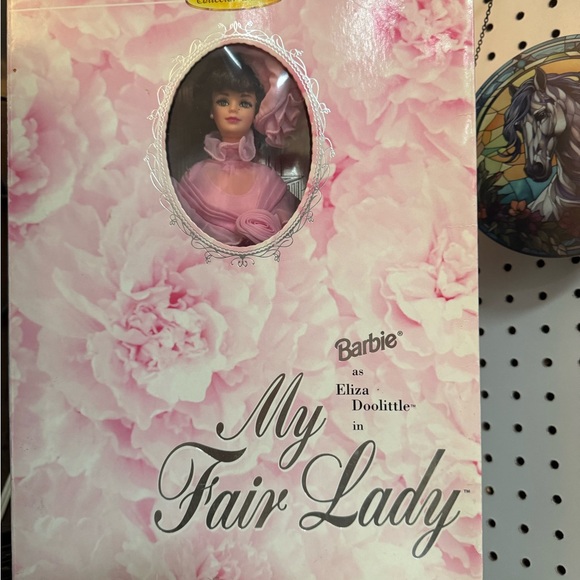 Barbie®
as
Eliza
Doolittle™
in
My
Fair Lady™